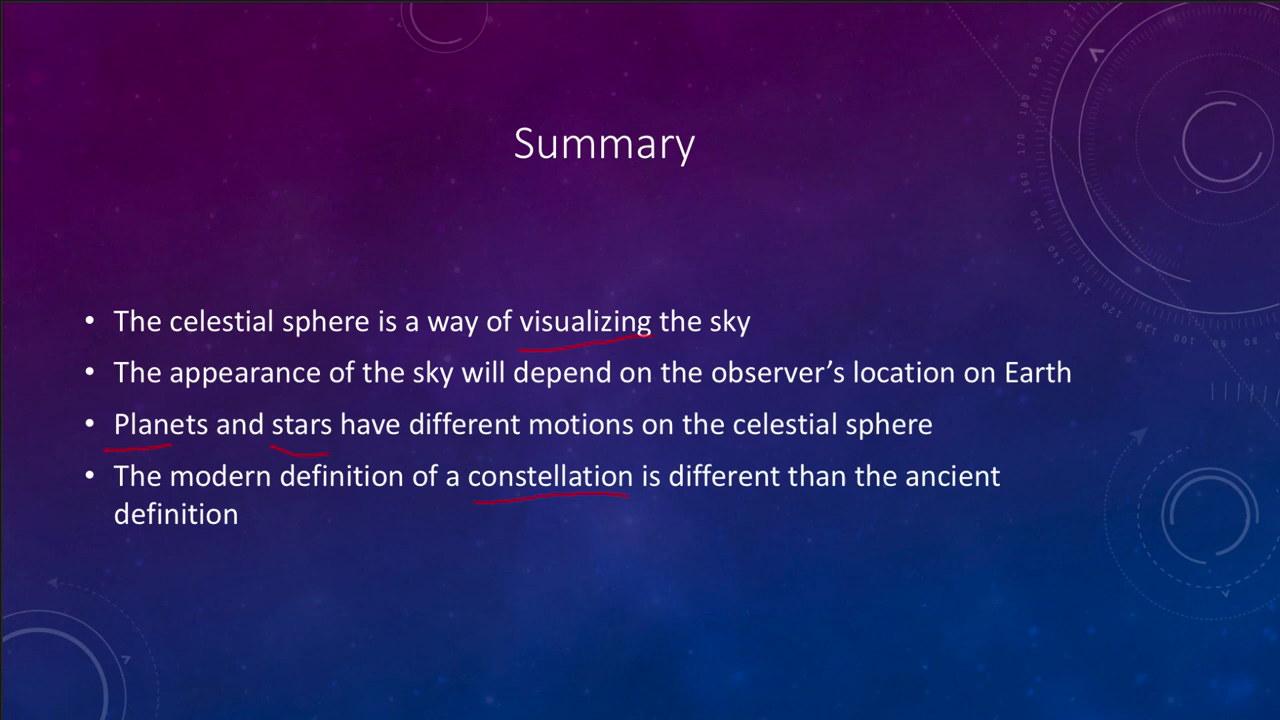 Summary
• The celestial sphere is a way of visualizing the sky
• The appearance of the sky will depend on the observer’s location on Earth
• Planets and stars have different motions on the celestial sphere
• The modern definition of a constellation is different than the ancient
definition